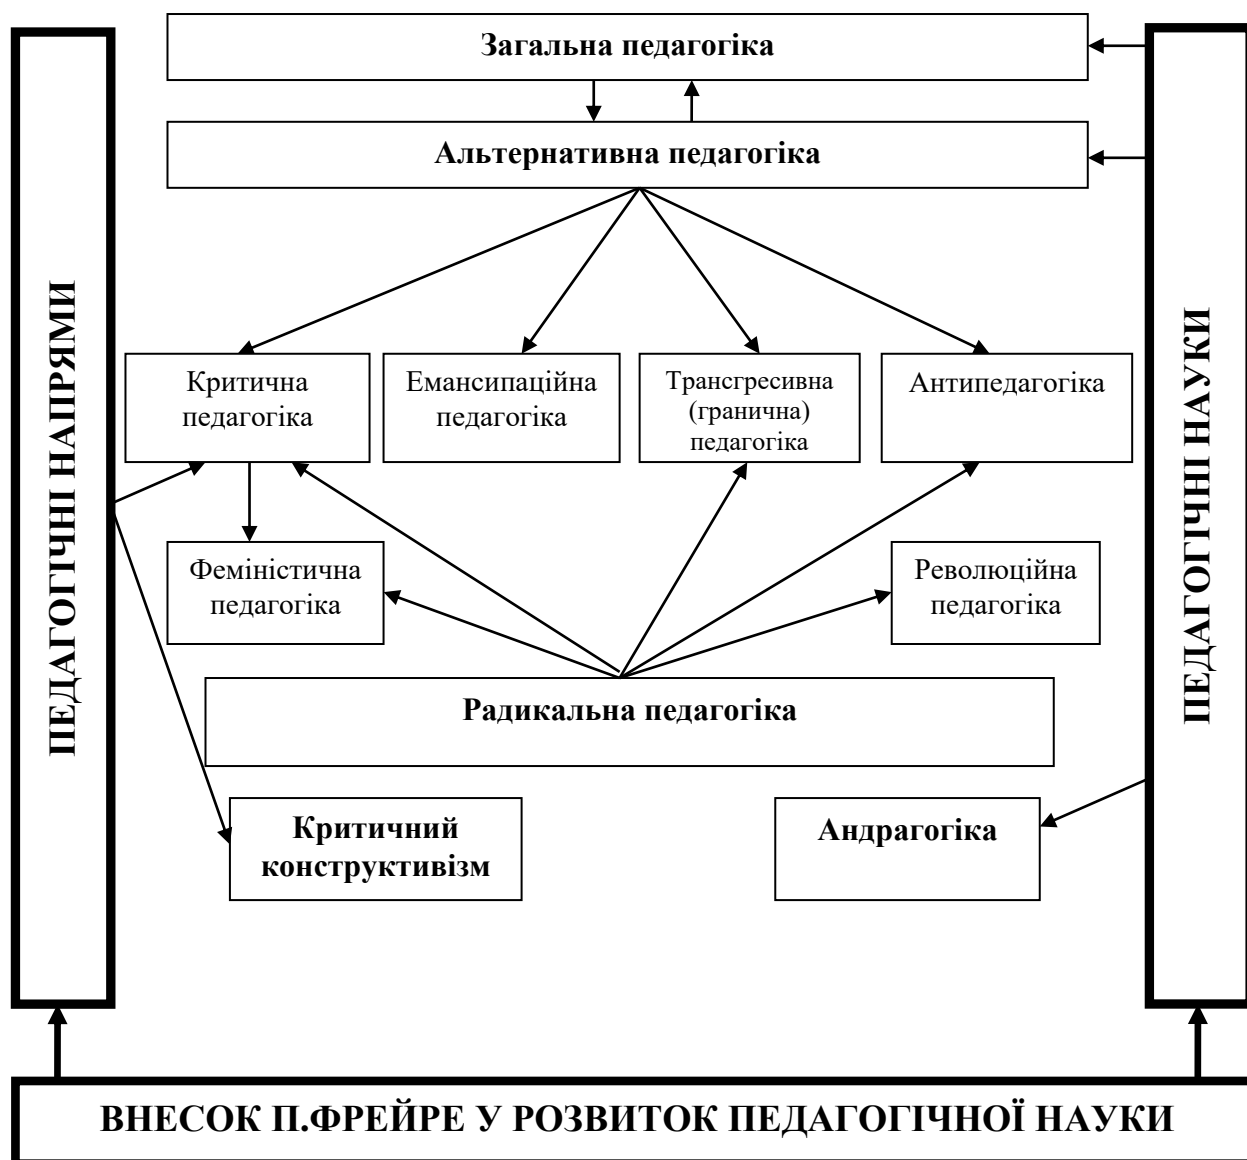 Загальна педагогіка
Альтернативна педагогіка
ПЕДАГОГІЧНІ НАПРЯМИ
ПЕДАГОГІЧНІ НАУКИ
Критична
педагогіка
Емансипаційна
педагогіка
Трансгресивна
(гранична)
педагогіка
Антипедагогіка
Феміністична
педагогіка
Революційна
педагогіка
Радикальна педагогіка
Критичний
конструктивізм
Андрагогіка
ВНЕСОК П.ФРЕЙРЕ У РОЗВИТОК ПЕДАГОГІЧНОЇ НАУКИ